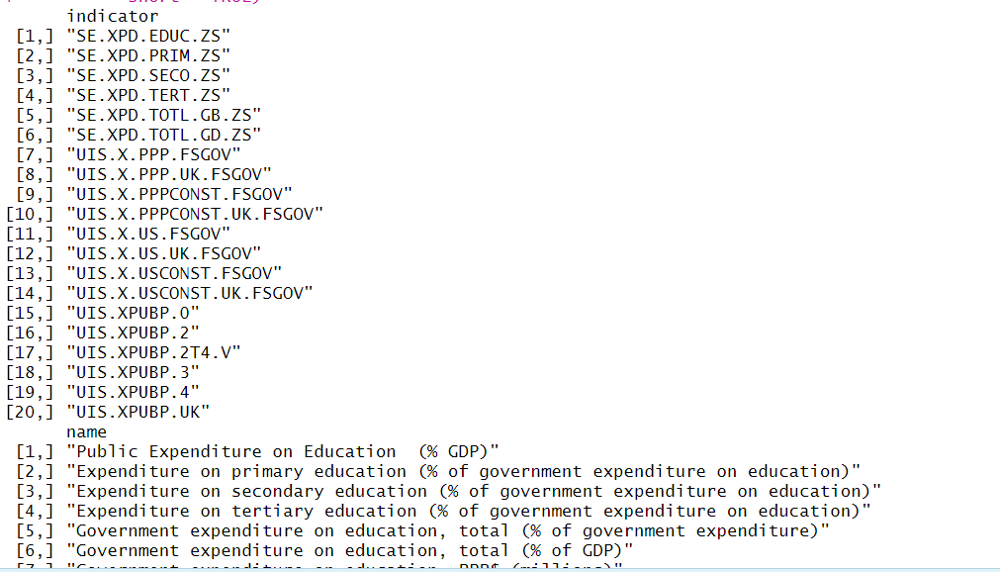 indicator
[1,] "SE.XPD.EDUC.ZS"
[2,] "SE.XPD.PRIM.ZS"
[3,] "SE.XPD.SECO.ZS"
[4,] "SE.XPD.TERT.ZS"
[5,] "SE.XPD.TOTL.GB.ZS"
[6,] "SE.XPD.TOTL.GD.ZS"
[7,] "UIS.X.PPP.FSGOV"
[8,] "UIS.X.PPP.UK.FSGOV"
[9,] "UIS.X.PPPCONST.FSGOV"
[10,] "UIS.X.PPPCONST.UK.FSGOV"
[11,] "UIS.X.US.FSGOV"
[12,] "UIS.X.US.UK.FSGOV"
[13,] "UIS.X.USCONST.FSGOV"
[14,] "UIS.X.USCONST.UK.FSGOV"
[15,] "UIS.XPUBP.0"
[16,] "UIS.XPUBP.2"
[17,] "UIS.XPUBP.2T4.V"
[18,] "UIS.XPUBP.3"
[19,] "UIS.XPUBP.4"
[20,] "UIS.XPUBP.UK"
name
[1,] "Public Expenditure on Education  (% GDP)"
[2,] "Expenditure on primary education (% of government expenditure on education)"
[3,] "Expenditure on secondary education (% of government expenditure on education)"
[4,] "Expenditure on tertiary education (% of government expenditure on education)"
[5,] "Government expenditure on education, total (% of government expenditure)"
[6,] "Government expenditure on education, total (% of GDP)"